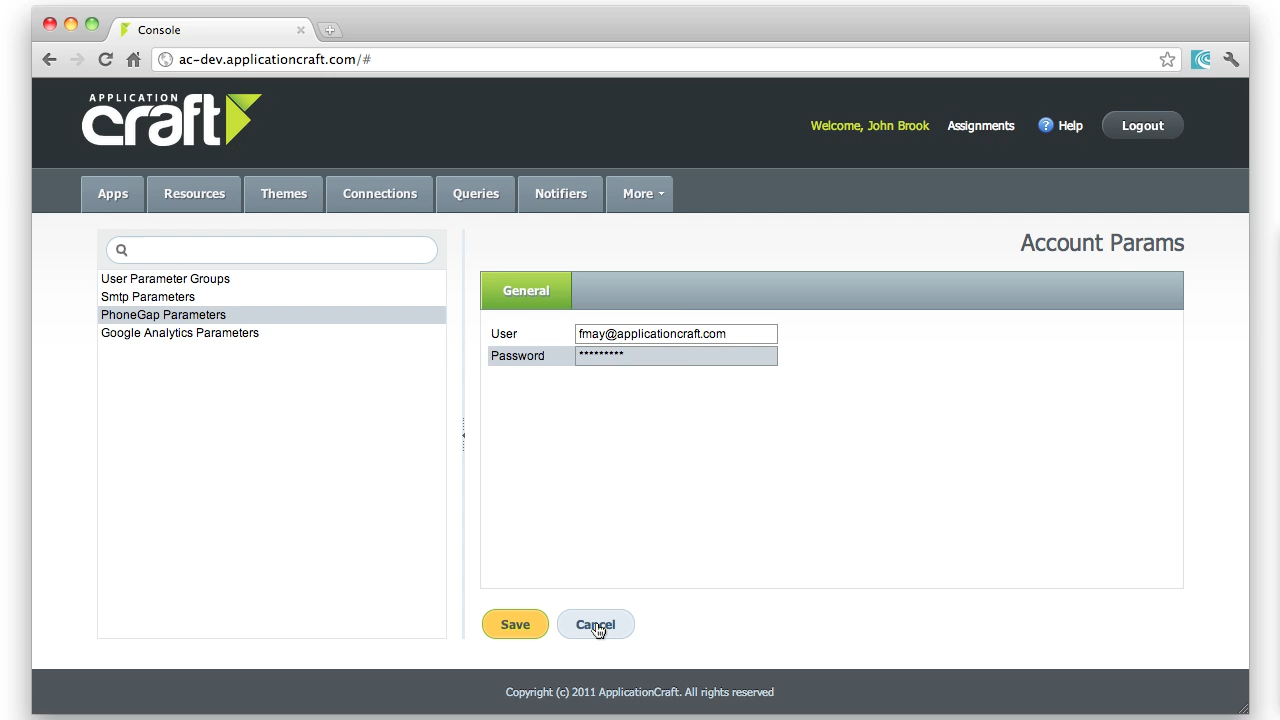 Console
ac-dev.applicationcraft.com/#
APPLICATION
craft
Welcome, John Brook
Assignments
? Help
Logout
Apps
Resources
Themes
Connections
Queries
Notifiers
More
Account Params
User Parameter Groups
Smtp Parameters
PhoneGap Parameters
Google Analytics Parameters
General
User
fmay@applicationcraft.com
Password
*********
Save
Cancel
Copyright (c) 2011 ApplicationCraft. All rights reserved